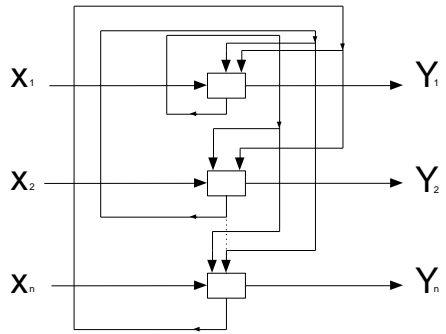 X₁ Y₁
X₂ Y₂
Xₙ Yₙ